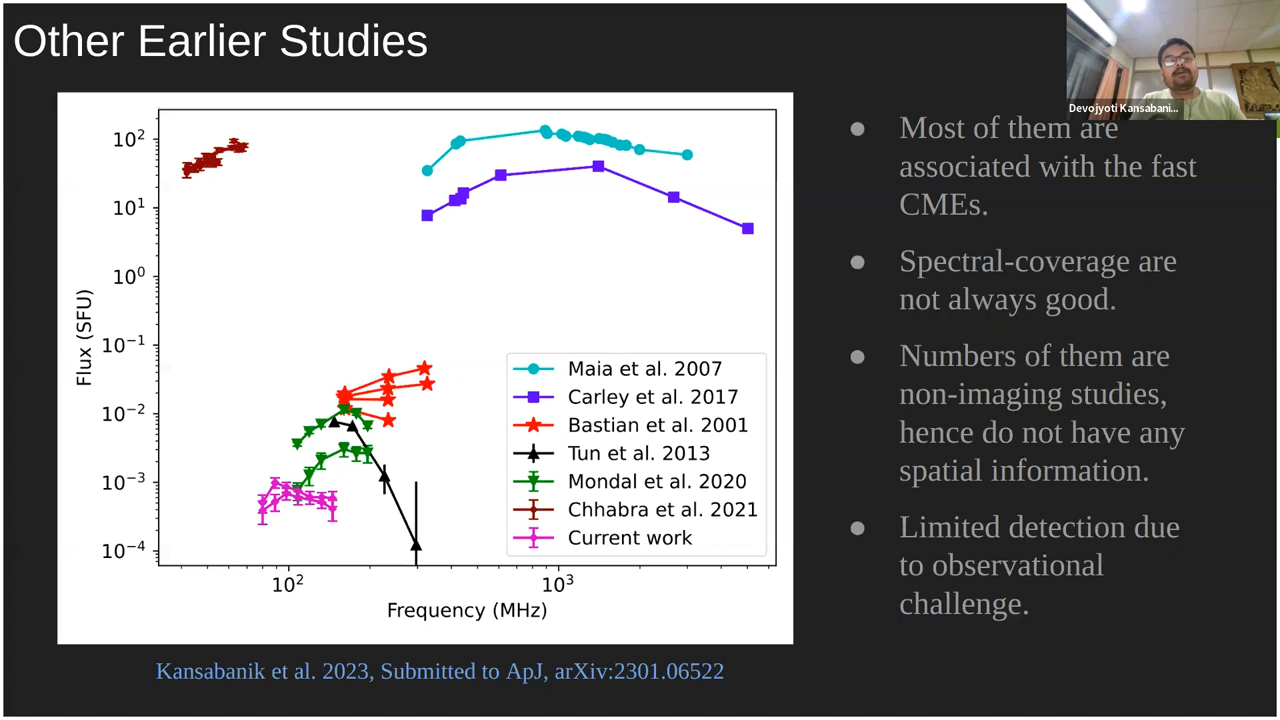 Other Earlier Studies
Devojyoti Kansabani...
10²
10¹
10⁰
10⁻¹
10⁻²
10⁻³
10⁻⁴
Flux (SFU)
Maia et al. 2007
Carley et al. 2017
Bastian et al. 2001
Tun et al. 2013
Mondal et al. 2020
Chhabra et al. 2021
Current work
10² 10³
Frequency (MHz)
Kansabanik et al. 2023, Submitted to ApJ, arXiv:2301.06522
● Most of them are
associated with the fast
CMEs.
● Spectral-coverage are
not always good.
● Numbers of them are
non-imaging studies,
hence do not have any
spatial information.
● Limited detection due
to observational
challenge.